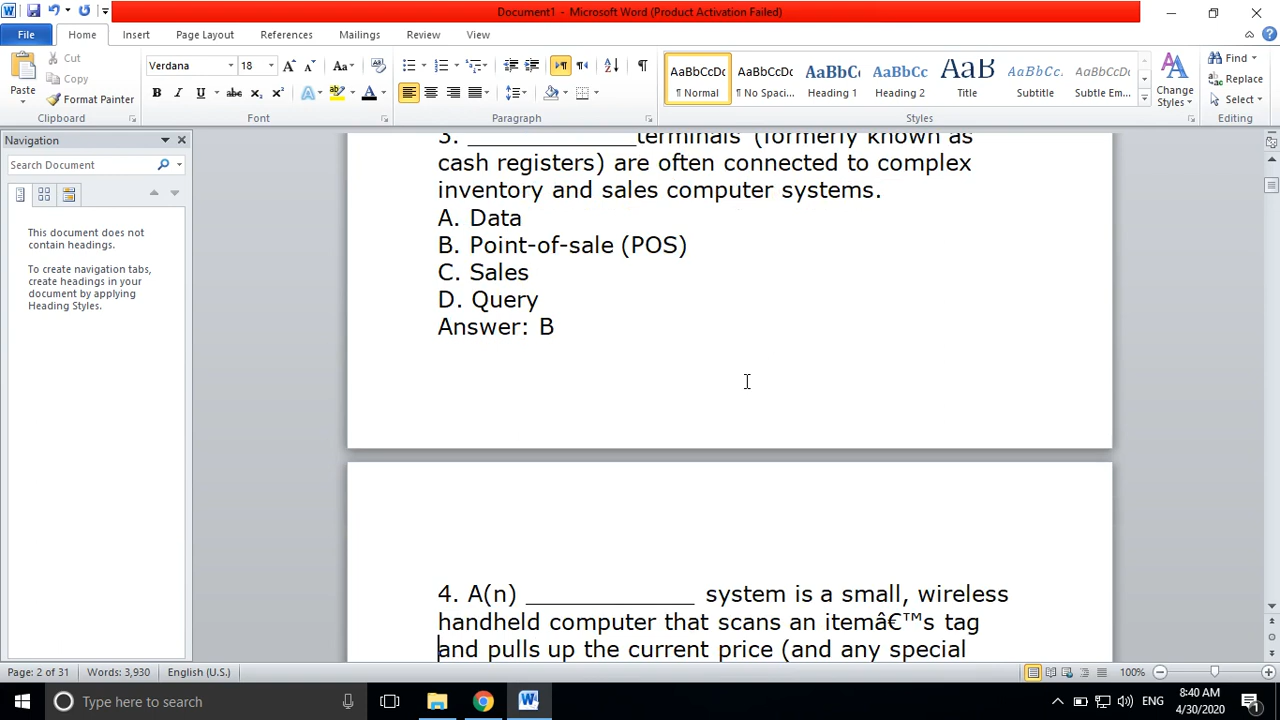 Document1 - Microsoft Word (Product Activation Failed)
File Home Insert Page Layout References Mailings Review View
Cut
Copy
Format Painter
Paste
Clipboard
Verdana 18
Font
Paragraph
AaBbCcDc AaBbCcDc AaBbC AaBbCc AaB AaBbCc. AaBbCcDc
¶ Normal ¶ No Spaci... Heading 1 Heading 2 Title Subtitle Subtle Em...
Styles
Change
Styles
Find
Replace
Select
Editing
Navigation
Search Document
This document does not
contain headings.
To create navigation tabs,
create headings in your
document by applying
Heading Styles.
3. ______________terminals (formerly known as
cash registers) are often connected to complex
inventory and sales computer systems.
A. Data
B. Point-of-sale (POS)
C. Sales
D. Query
Answer: B
4. A(n) ______________ system is a small, wireless
handheld computer that scans an itemâ€™s tag
and pulls up the current price (and any special
Page: 2 of 31 Words: 3,930 English (U.S.) 100%
Type here to search
ENG
8:40 AM
4/30/2020